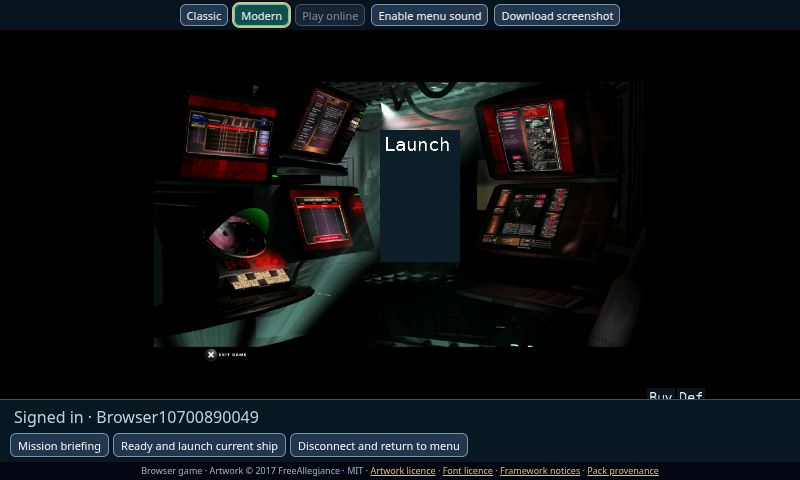 Classic Modern Play online Enable menu sound Download screenshot
Launch
EXIT GAME
Buy Def
Signed in · Browser10700890049
Mission briefing Ready and launch current ship Disconnect and return to menu
Browser game · Artwork © 2017 FreeAllegiance · MIT · Artwork licence · Font licence · Framework notices · Pack provenance